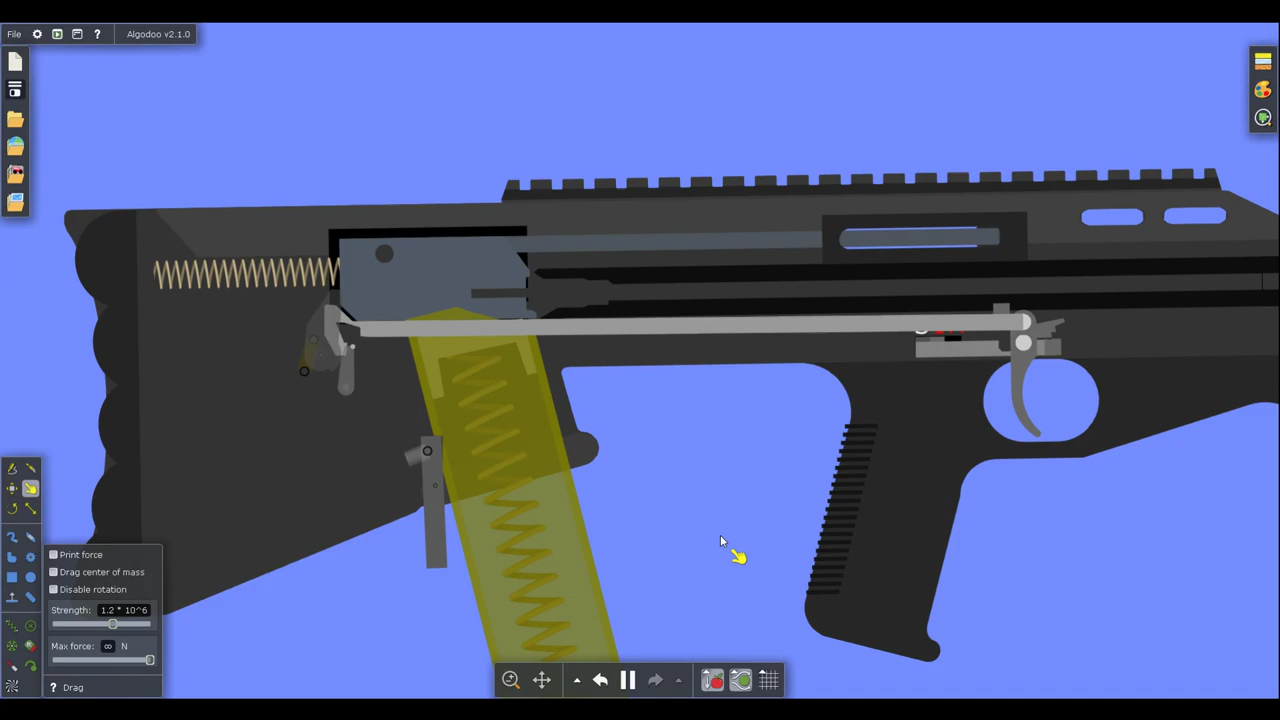 File
?
Algodoo v2.1.0
Print force
Drag center of mass
Disable rotation
Strength: 1.2 * 10^6
Max force: ∞ N
? Drag